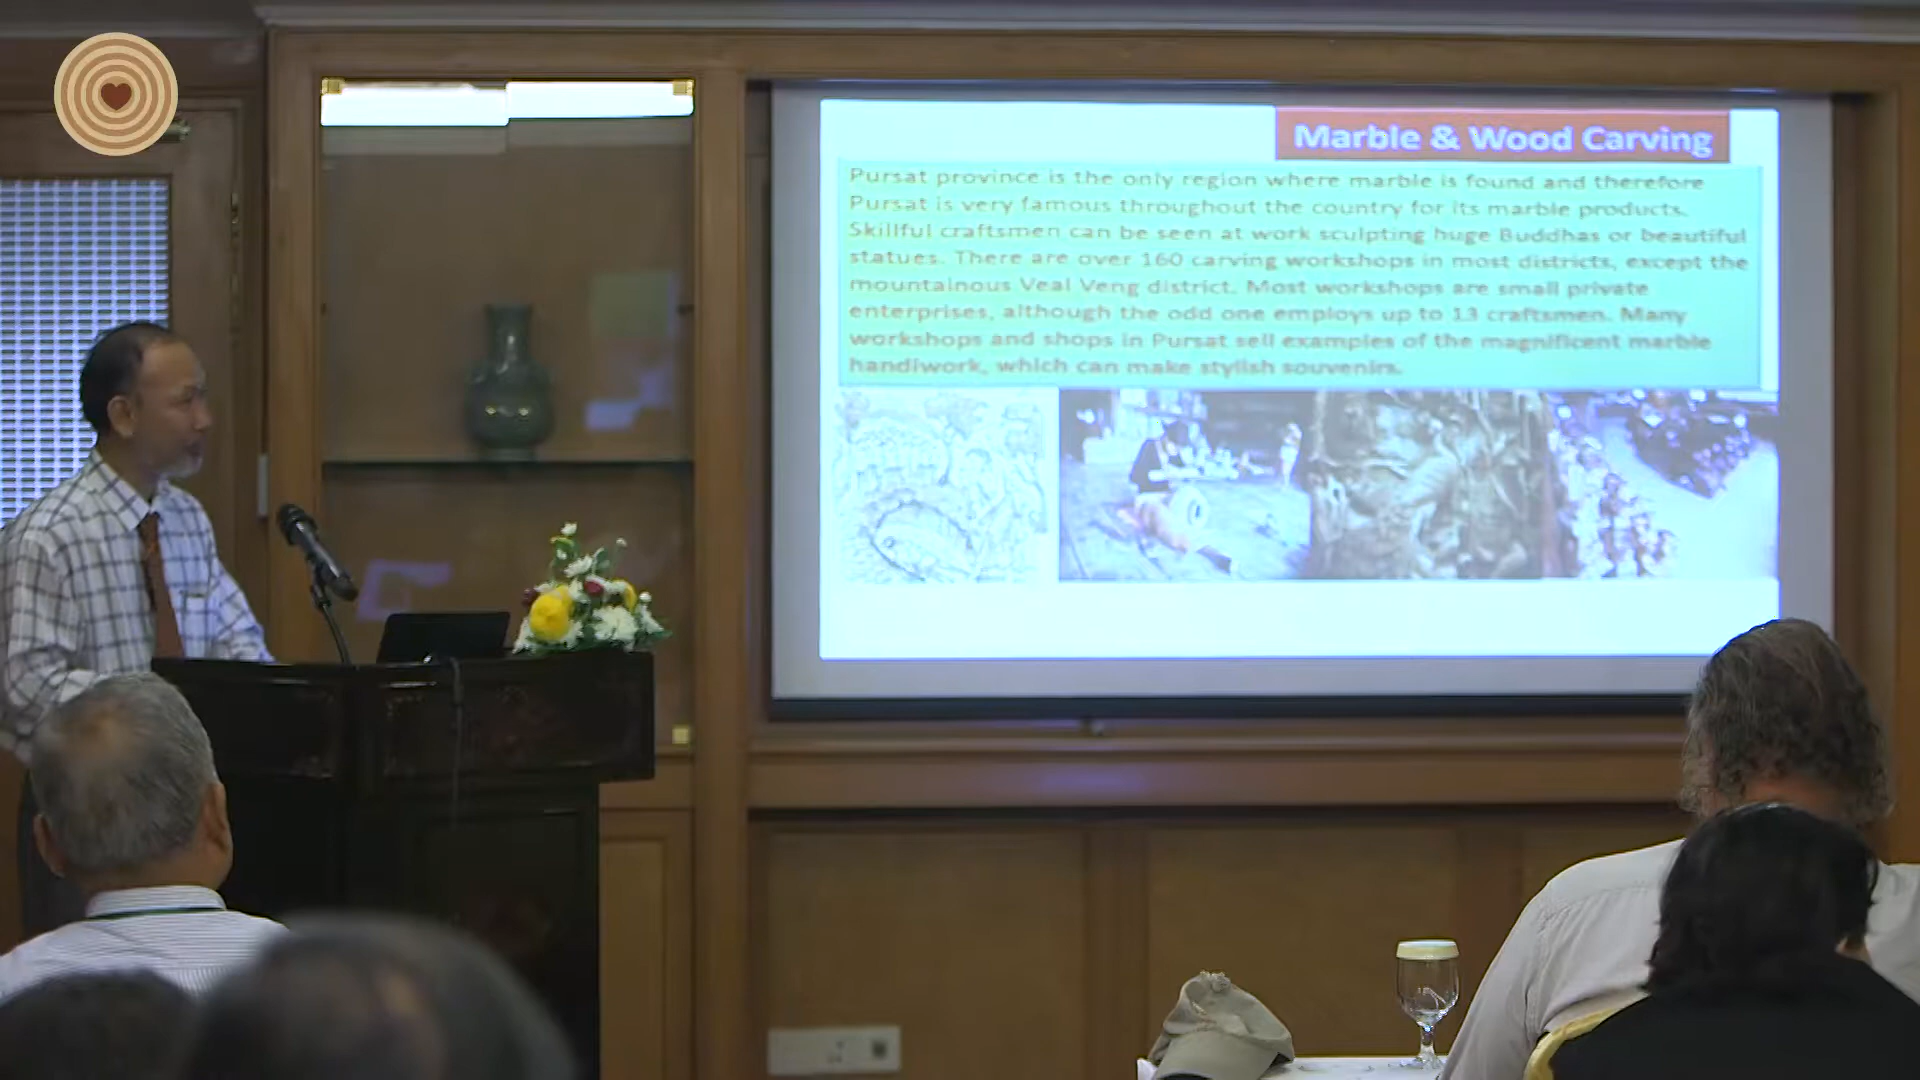 Marble & Wood Carving
Pursat province is the only region where marble is found and therefore
Pursat is very famous throughout the country for its marble products.
Skillful craftsmen can be seen at work sculpting huge Buddhas or beautiful
statues. There are over 160 carving workshops in most districts, except the
mountainous Veal Veng district. Most workshops are small private
enterprises, although the odd one employs up to 13 craftsmen. Many
workshops and shops in Pursat sell examples of the magnificent marble
handiwork, which can make stylish souvenirs.